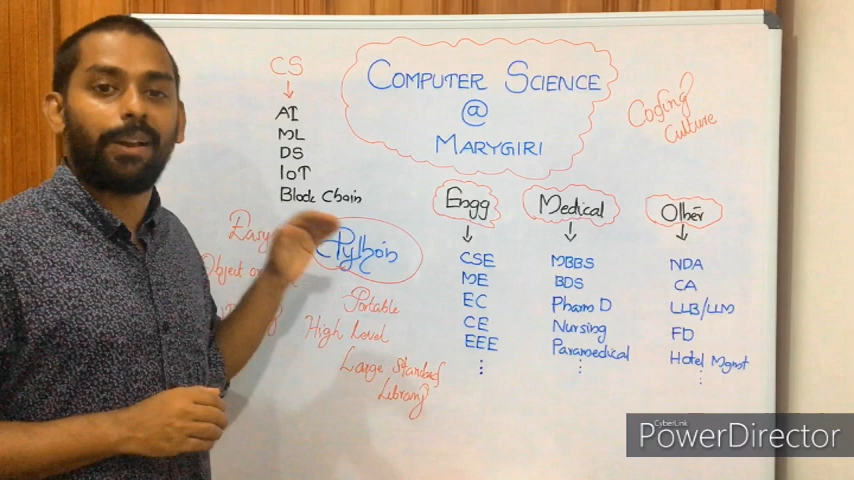 CS
AI
ML
DS
IoT
Block Chain
COMPUTER SCIENCE
@
MARYGIRI
Coding
Culture
Easy
Object
Python
Portable
High Level
Large Standard
Library
Engg
CSE
ME
EC
CE
EEE
Medical
MBBS
BDS
Pharm D
Nursing
Paramedical
Other
NDA
CA
LLB/LLM
FD
Hotel Mgmt
CyberLink
PowerDirector